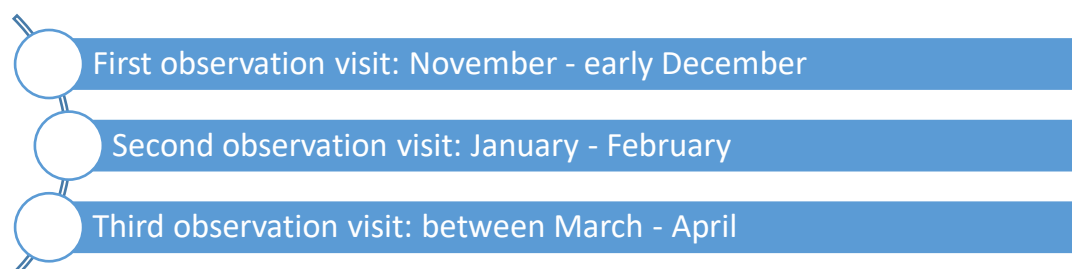 First observation visit: November - early December
Second observation visit: January - February
Third observation visit: between March - April